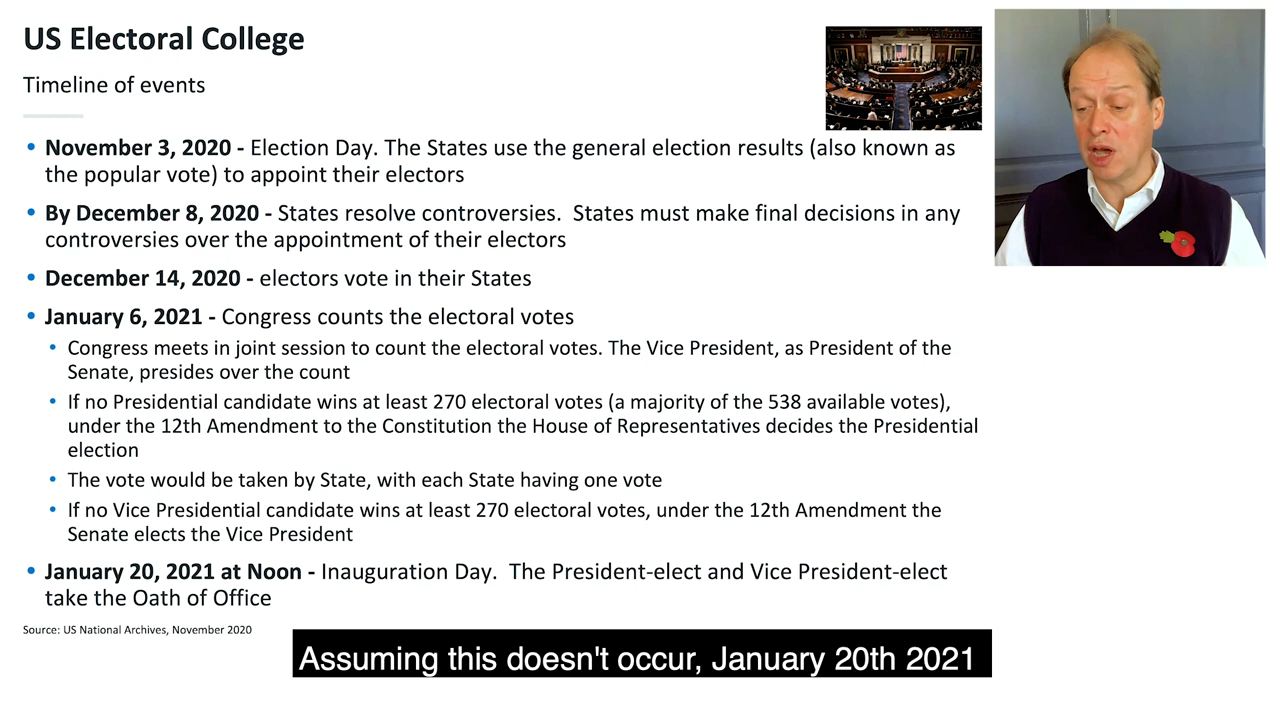 US Electoral College
Timeline of events
• November 3, 2020 - Election Day. The States use the general election results (also known as
the popular vote) to appoint their electors
• By December 8, 2020 - States resolve controversies.  States must make final decisions in any
controversies over the appointment of their electors
• December 14, 2020 - electors vote in their States
• January 6, 2021 - Congress counts the electoral votes
• Congress meets in joint session to count the electoral votes. The Vice President, as President of the
Senate, presides over the count
• If no Presidential candidate wins at least 270 electoral votes (a majority of the 538 available votes),
under the 12th Amendment to the Constitution the House of Representatives decides the Presidential
election
• The vote would be taken by State, with each State having one vote
• If no Vice Presidential candidate wins at least 270 electoral votes, under the 12th Amendment the
Senate elects the Vice President
• January 20, 2021 at Noon - Inauguration Day.  The President-elect and Vice President-elect
take the Oath of Office
Source: US National Archives, November 2020
Assuming this doesn't occur, January 20th 2021